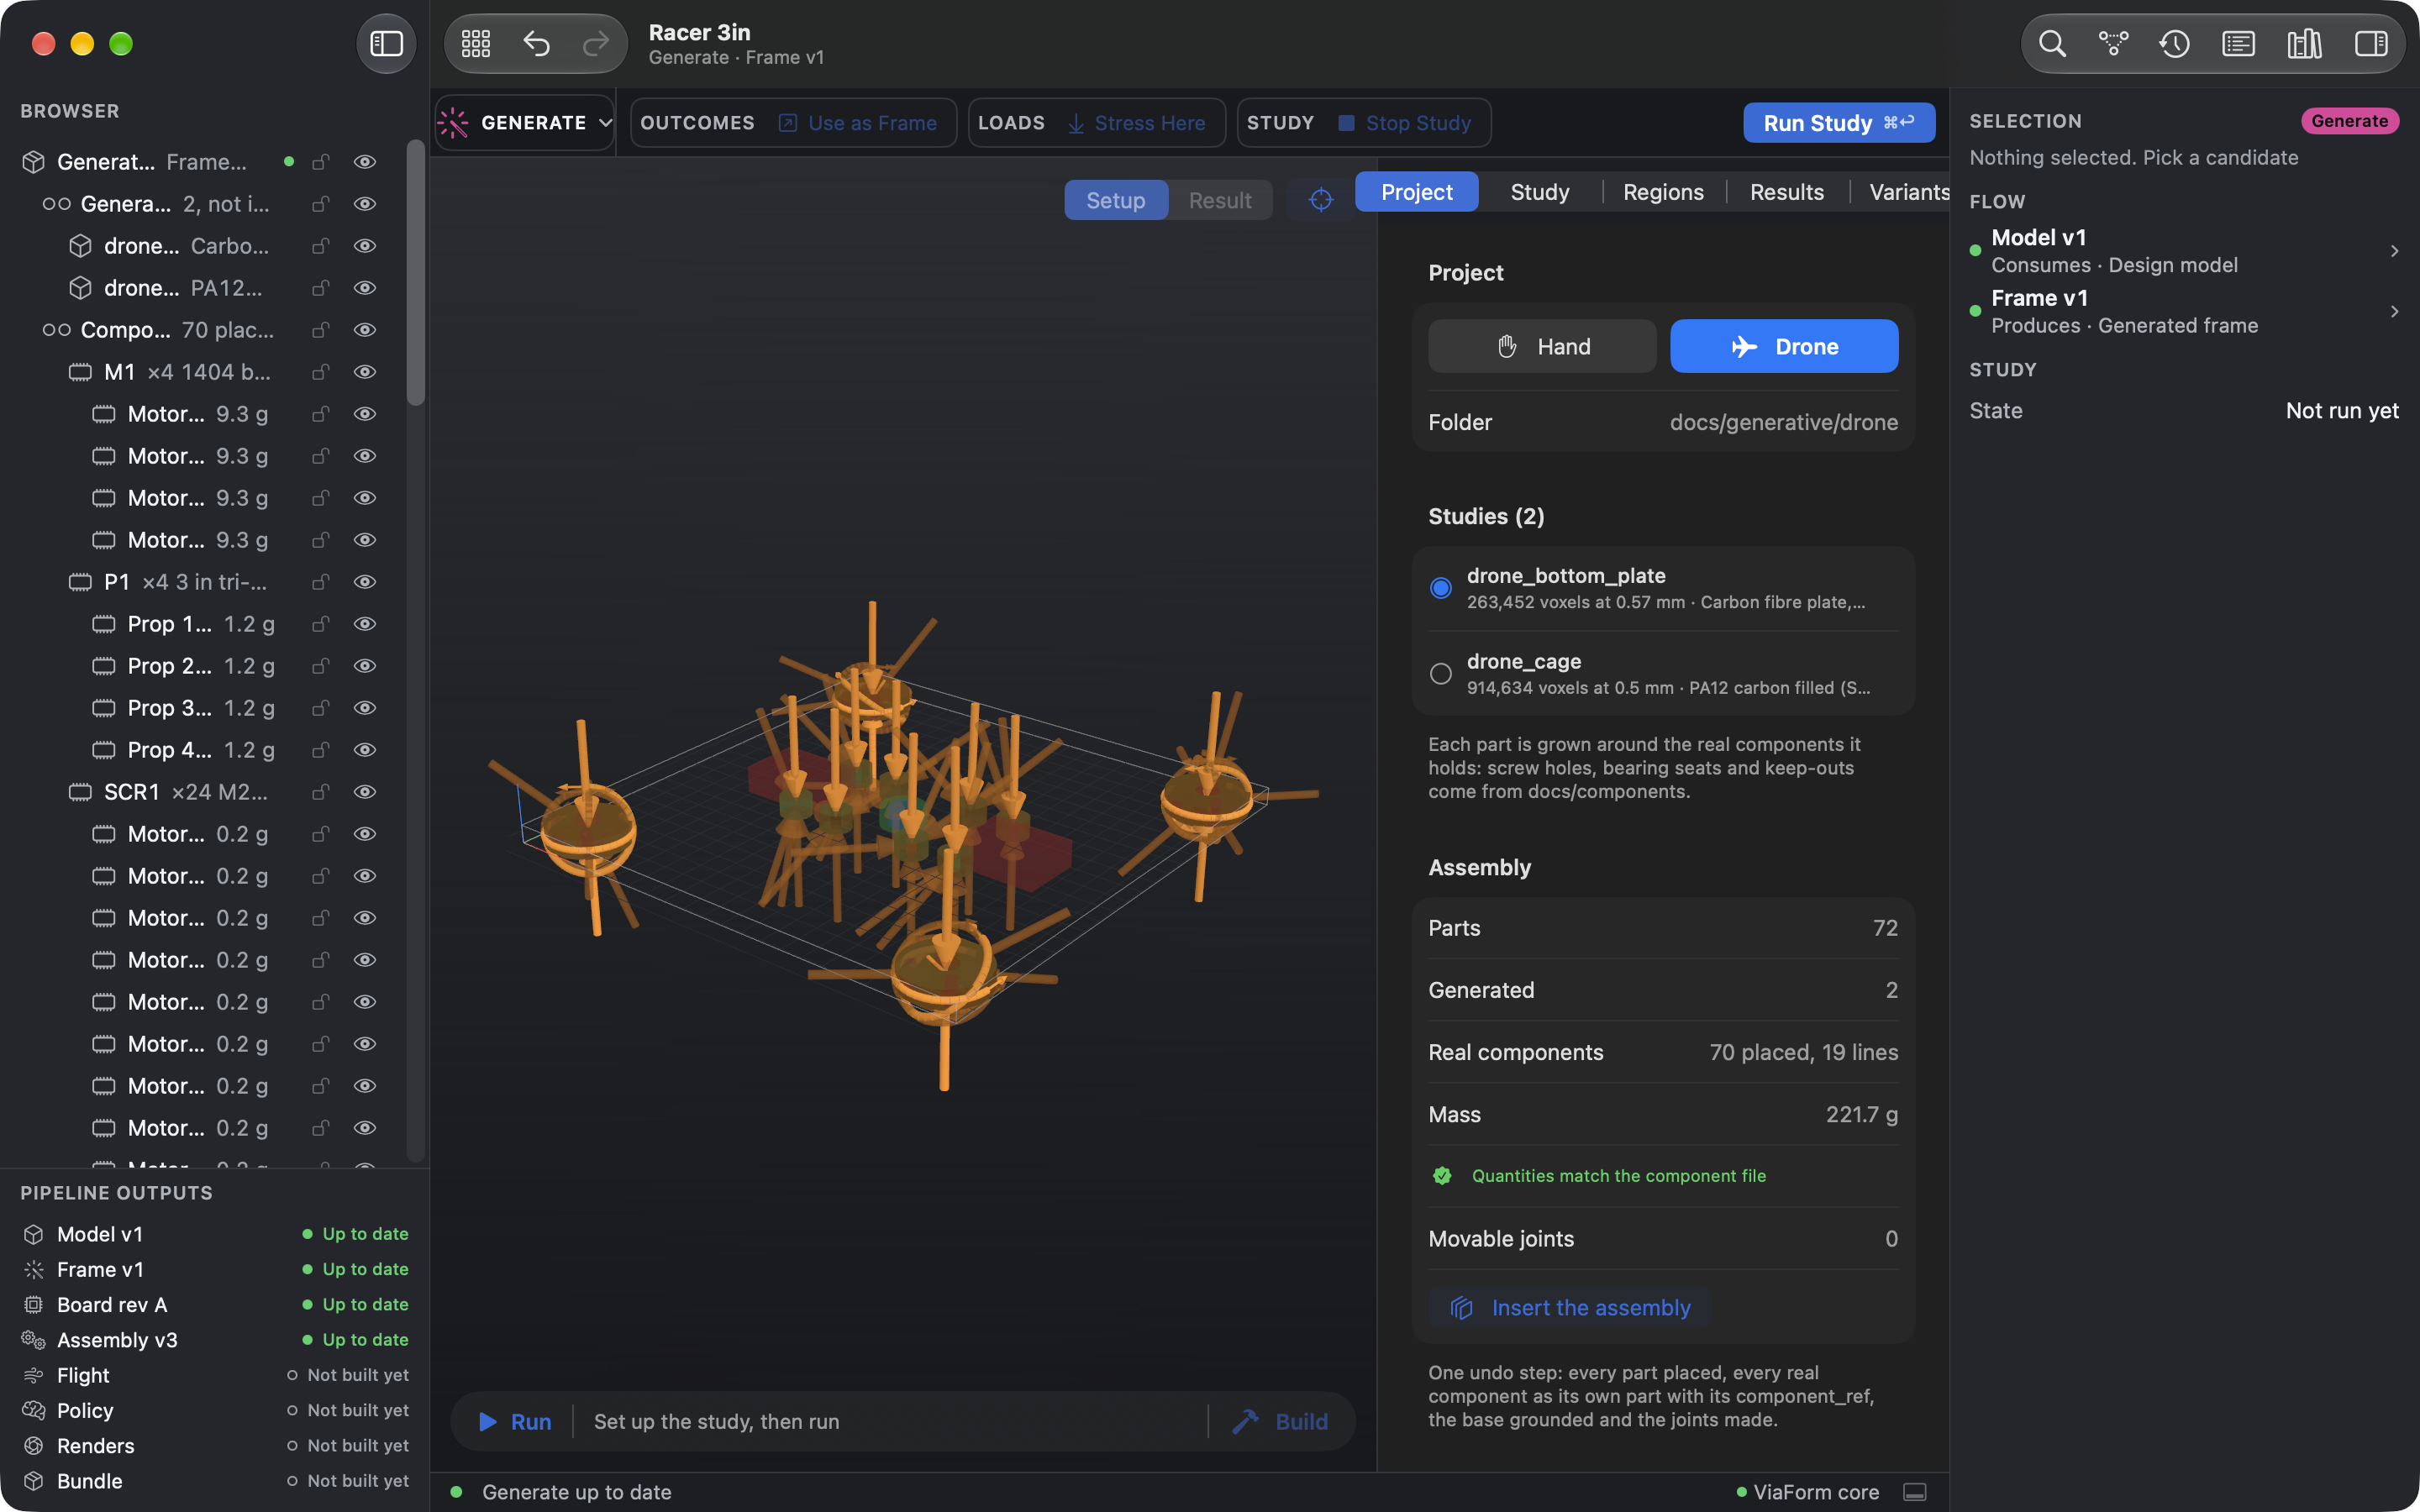 Racer 3in
Generate · Frame v1
BROWSER
Generat... Frame...
Genera... 2, not i...
drone... Carbo...
drone... PA12...
Compo... 70 plac...
M1 ×4 1404 b...
Motor... 9.3 g
Motor... 9.3 g
Motor... 9.3 g
Motor... 9.3 g
P1 ×4 3 in tri-...
Prop 1... 1.2 g
Prop 2... 1.2 g
Prop 3... 1.2 g
Prop 4... 1.2 g
SCR1 ×24 M2...
Motor... 0.2 g
Motor... 0.2 g
Motor... 0.2 g
Motor... 0.2 g
Motor... 0.2 g
Motor... 0.2 g
Motor... 0.2 g
Motor... 0.2 g
Motor... 0.2 g
PIPELINE OUTPUTS
Model v1 Up to date
Frame v1 Up to date
Board rev A Up to date
Assembly v3 Up to date
Flight Not built yet
Policy Not built yet
Renders Not built yet
Bundle Not built yet
GENERATE
OUTCOMES Use as Frame
LOADS Stress Here
STUDY Stop Study
Run Study ⌘↩
Setup Result
Project Study Regions Results Variants
Project
Hand Drone
Folder docs/generative/drone
Studies (2)
drone_bottom_plate
263,452 voxels at 0.57 mm · Carbon fibre plate,...
drone_cage
914,634 voxels at 0.5 mm · PA12 carbon filled (S...
Each part is grown around the real components it
holds: screw holes, bearing seats and keep-outs
come from docs/components.
Assembly
Parts 72
Generated 2
Real components 70 placed, 19 lines
Mass 221.7 g
Quantities match the component file
Movable joints 0
Insert the assembly
One undo step: every part placed, every real
component as its own part with its component_ref,
the base grounded and the joints made.
Run Set up the study, then run Build
Generate up to date
ViaForm core
SELECTION Generate
Nothing selected. Pick a candidate
FLOW
Model v1
Consumes · Design model
Frame v1
Produces · Generated frame
STUDY
State Not run yet